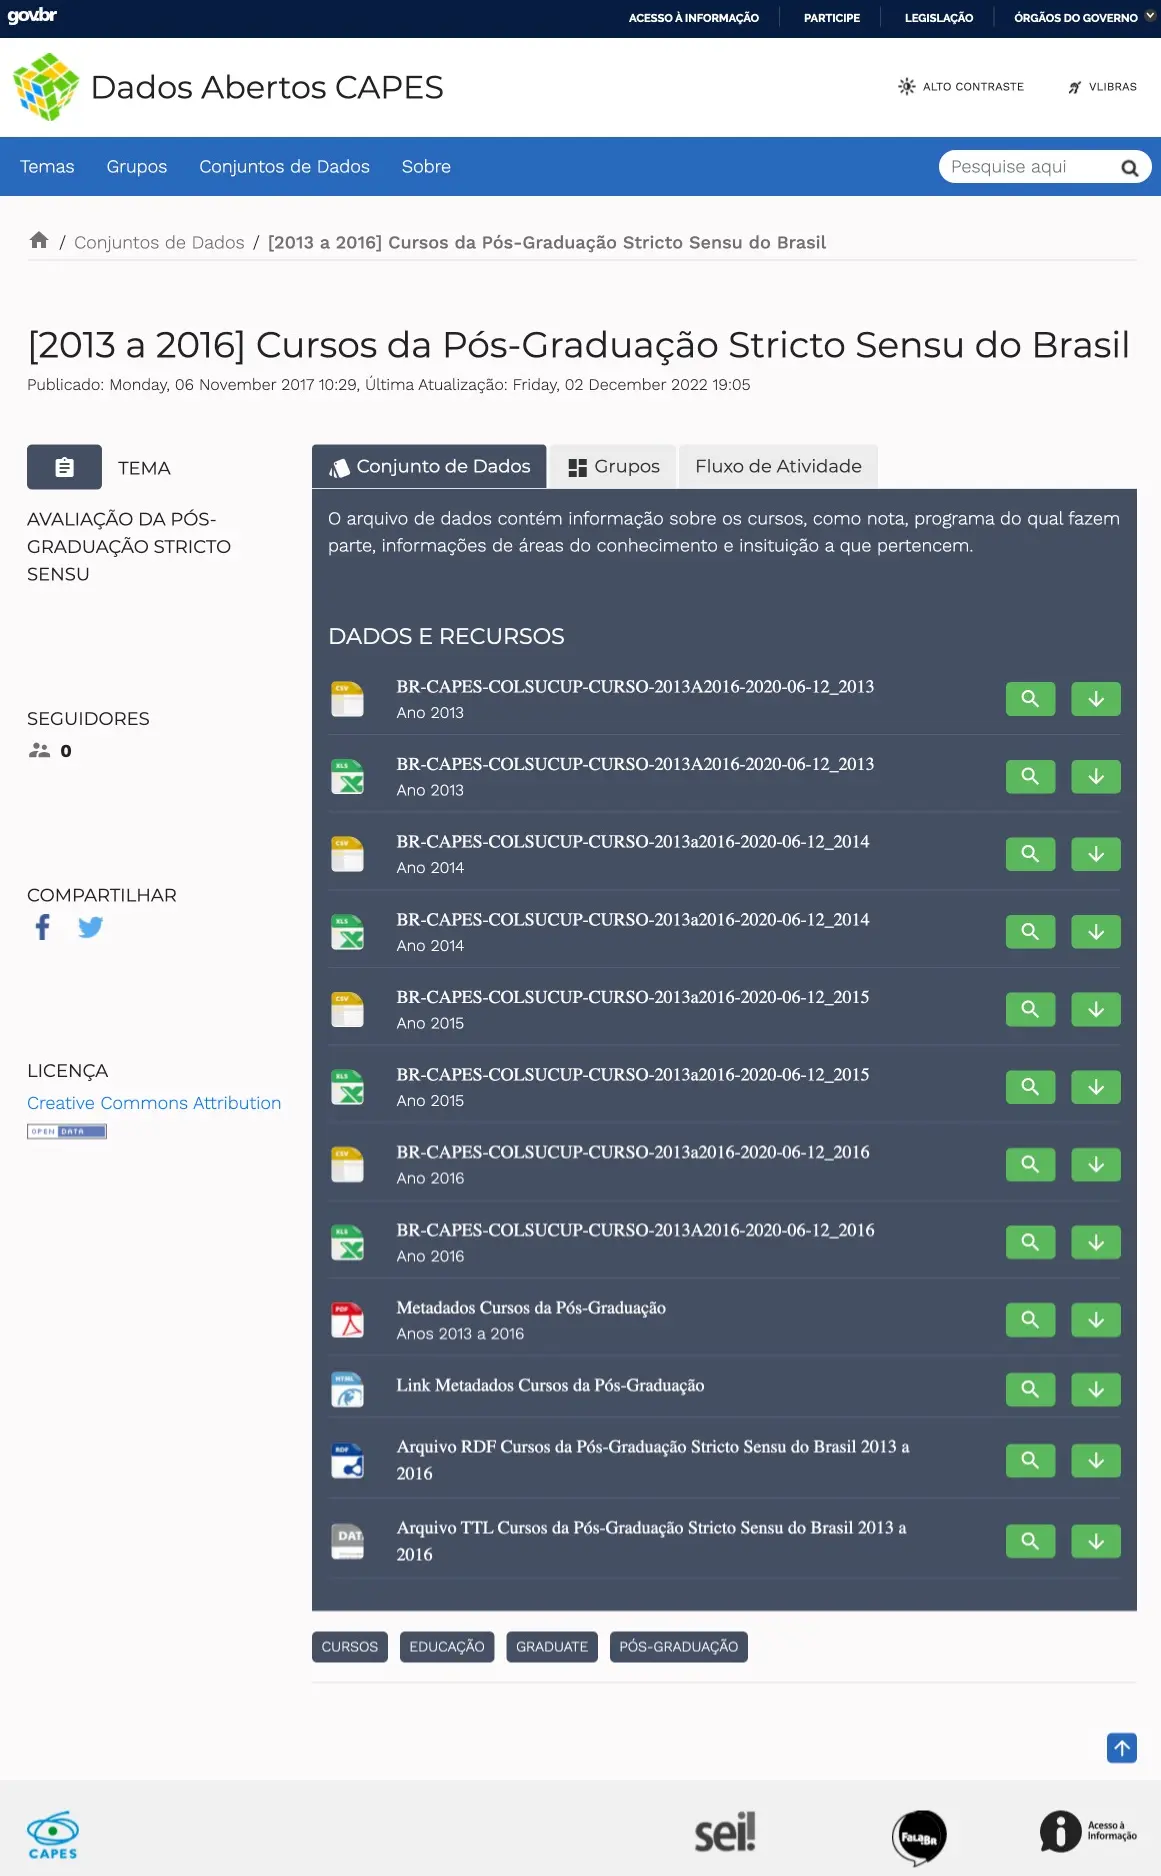 gov.br
ACESSO À INFORMAÇÃO
PARTICIPE
LEGISLAÇÃO
ÓRGÃOS DO GOVERNO
Dados Abertos CAPES
ALTO CONTRASTE
VLIBRAS
Temas
Grupos
Conjuntos de Dados
Sobre
Pesquise aqui
/ Conjuntos de Dados / [2013 a 2016] Cursos da Pós-Graduação Stricto Sensu do Brasil
[2013 a 2016] Cursos da Pós-Graduação Stricto Sensu do Brasil
Publicado: Monday, 06 November 2017 10:29, Última Atualização: Friday, 02 December 2022 19:05
TEMA
AVALIAÇÃO DA PÓS-
GRADUAÇÃO STRICTO
SENSU
SEGUIDORES
0
COMPARTILHAR
LICENÇA
Creative Commons Attribution
OPEN DATA
Conjunto de Dados
Grupos
Fluxo de Atividade
O arquivo de dados contém informação sobre os cursos, como nota, programa do qual fazem
parte, informações de áreas do conhecimento e insituição a que pertencem.
DADOS E RECURSOS
CSV
BR-CAPES-COLSUCUP-CURSO-2013A2016-2020-06-12_2013
Ano 2013
XLS
BR-CAPES-COLSUCUP-CURSO-2013A2016-2020-06-12_2013
Ano 2013
CSV
BR-CAPES-COLSUCUP-CURSO-2013a2016-2020-06-12_2014
Ano 2014
XLS
BR-CAPES-COLSUCUP-CURSO-2013a2016-2020-06-12_2014
Ano 2014
CSV
BR-CAPES-COLSUCUP-CURSO-2013a2016-2020-06-12_2015
Ano 2015
XLS
BR-CAPES-COLSUCUP-CURSO-2013a2016-2020-06-12_2015
Ano 2015
CSV
BR-CAPES-COLSUCUP-CURSO-2013a2016-2020-06-12_2016
Ano 2016
XLS
BR-CAPES-COLSUCUP-CURSO-2013A2016-2020-06-12_2016
Ano 2016
PDF
Metadados Cursos da Pós-Graduação
Anos 2013 a 2016
HTML
Link Metadados Cursos da Pós-Graduação
RDF
Arquivo RDF Cursos da Pós-Graduação Stricto Sensu do Brasil 2013 a
2016
DATA
Arquivo TTL Cursos da Pós-Graduação Stricto Sensu do Brasil 2013 a
2016
CURSOS
EDUCAÇÃO
GRADUATE
PÓS-GRADUAÇÃO
CAPES
sei!
FalaBR
Acesso à
Informação